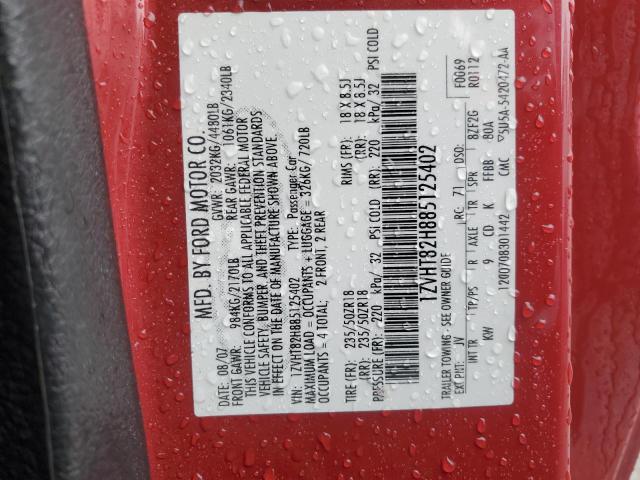 MFD. BY FORD MOTOR CO.
08/07 GVWR: 2032KG/4480LB
FRONT GAWR: 984KG/2170LB REAR GAWR: 1061KG/2340LB
THIS VEHICLE CONFORMS TO ALL APPLICABLE FEDERAL MOTOR
VEHICLE SAFETY, BUMPER, AND THEFT PREVENTION STANDARDS
IN EFFECT ON THE DATE OF MANUFACTURE SHOWN ABOVE.
VIN: 1ZVHT82H885125402 TYPE: Passenger Car
MAXIMUM LOAD = OCCUPANTS + LUGGAGE = 326KG/ 720LB
OCCUPANTS = 4 TOTAL; 2 FRONT, 2 REAR
TIRE (FR): 235/50ZR18 RIMS (FR): 18 X 8.5J
(RR): 235/50ZR18 (RR): 18 X 8.5J
PRESSURE (FR): 220 kPa/ 32 PSI COLD (RR): 220 kPa/ 32 PSI COLD
1ZVHT82H885125402
TRAILER TOWING - SEE OWNER GUIDE
EXT PNT: JV RC: 71 DSO: FDG69
INT TR TP/PS R AXLE TR SPR BZF2G R0112
KW 9 CD K FFBB 80A
1200708301442 CMC ▽5U5A-5420472-AA